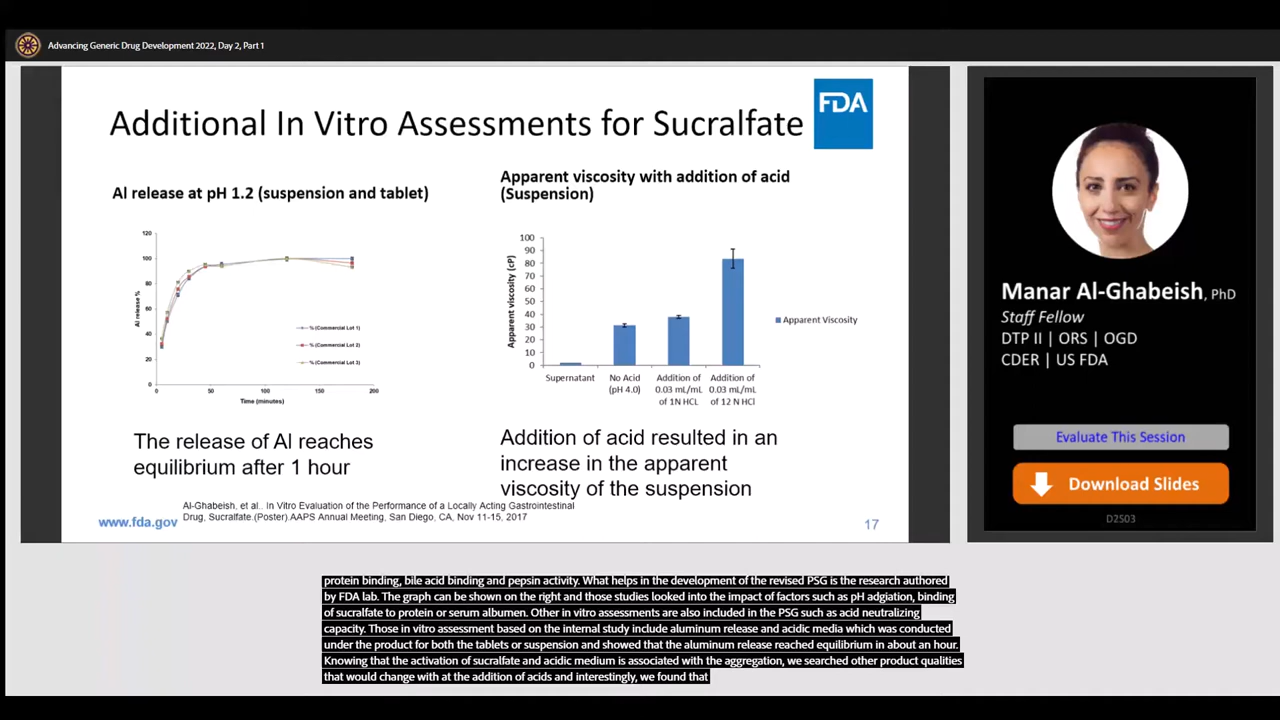 Advancing Generic Drug Development 2022, Day 2, Part 1
Additional In Vitro Assessments for Sucralfate
FDA
Al release at pH 1.2 (suspension and tablet)
120
100
80
60
40
20
0
Al release %
0
50
100
150
200
Time (minutes)
% (Commercial Lot 1)
% (Commercial Lot 2)
% (Commercial Lot 3)
The release of Al reaches
equilibrium after 1 hour
Apparent viscosity with addition of acid
(Suspension)
100
90
80
70
60
50
40
30
20
10
0
Apparent viscosity (cP)
Supernatant
No Acid
(pH 4.0)
Addition of
0.03 mL/mL
of 1N HCL
Addition of
0.03 mL/mL
of 12 N HCl
Apparent Viscosity
Addition of acid resulted in an
increase in the apparent
viscosity of the suspension
Al-Ghabeish, et al.. In Vitro Evaluation of the Performance of a Locally Acting Gastrointestinal
Drug, Sucralfate.(Poster).AAPS Annual Meeting, San Diego, CA, Nov 11-15, 2017
www.fda.gov
17
Manar Al-Ghabeish, PhD
Staff Fellow
DTP II | ORS | OGD
CDER | US FDA
Evaluate This Session
Download Slides
D2S03
protein binding, bile acid binding and pepsin activity. What helps in the development of the revised PSG is the research authored
by FDA lab. The graph can be shown on the right and those studies looked into the impact of factors such as pH adgiation, binding
of sucralfate to protein or serum albumen. Other in vitro assessments are also included in the PSG such as acid neutralizing
capacity. Those in vitro assessment based on the internal study include aluminum release and acidic media which was conducted
under the product for both the tablets or suspension and showed that the aluminum release reached equilibrium in about an hour.
Knowing that the activation of sucralfate and acidic medium is associated with the aggregation, we searched other product qualities
that would change with at the addition of acids and interestingly, we found that